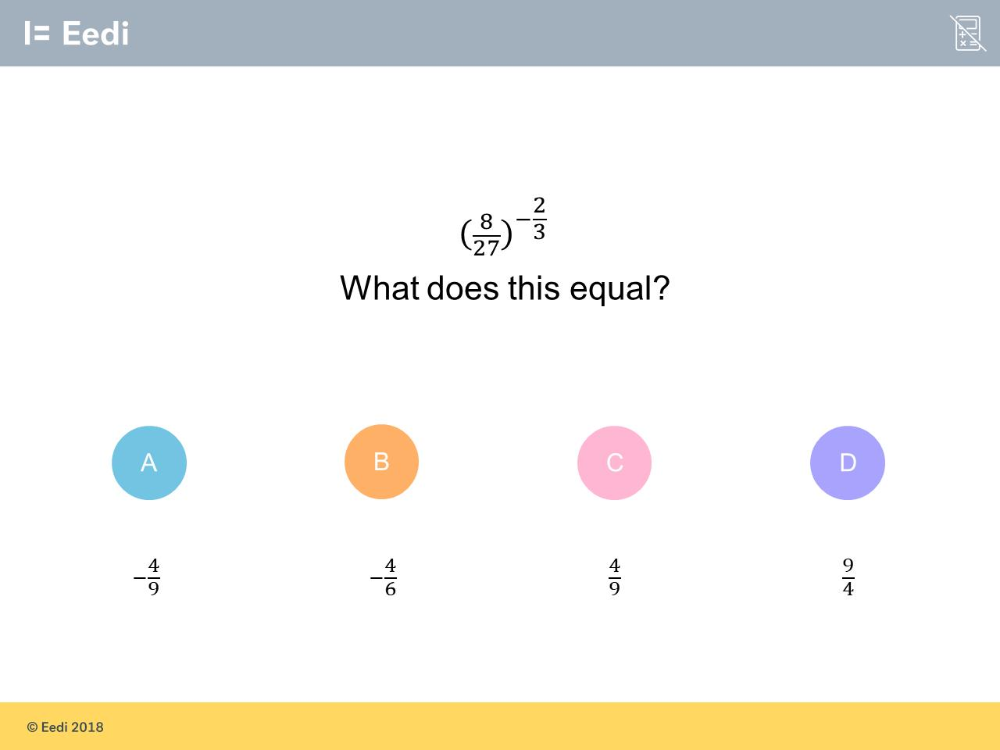 Eedi
(8/27)^−2/3
What does this equal?
A
B
C
D
−4/9
−4/6
4/9
9/4
© Eedi 2018